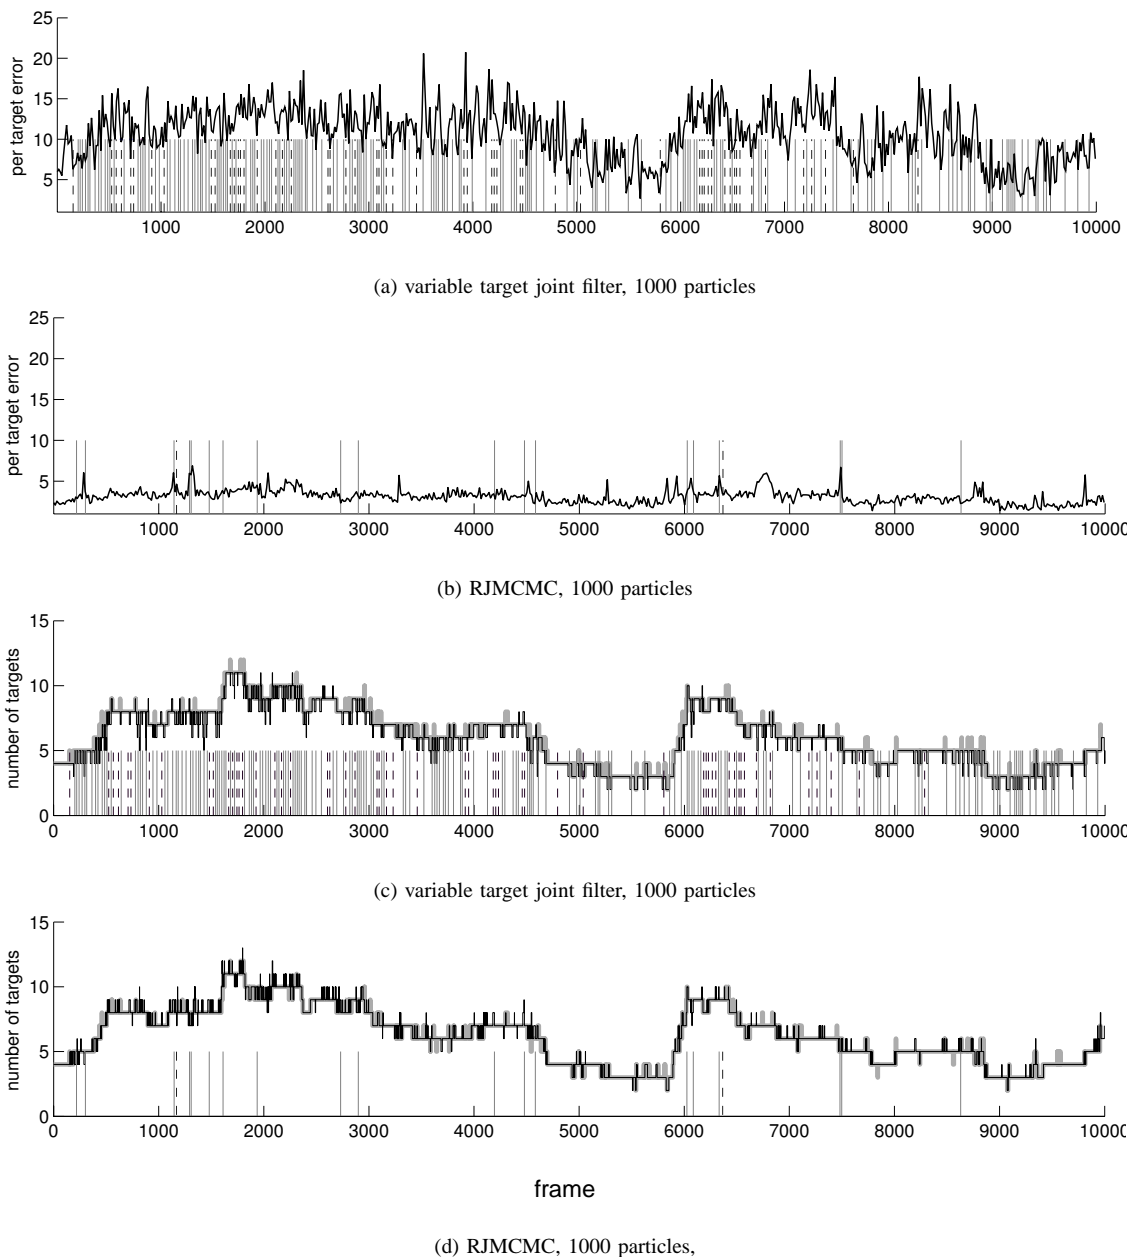 25
20
15
10
5
per target error
1000 2000 3000 4000 5000 6000 7000 8000 9000 10000
(a) variable target joint filter, 1000 particles
25
20
15
10
5
per target error
1000 2000 3000 4000 5000 6000 7000 8000 9000 10000
(b) RJMCMC, 1000 particles
15
10
5
0
number of targets
0 1000 2000 3000 4000 5000 6000 7000 8000 9000 10000
(c) variable target joint filter, 1000 particles
15
10
5
0
number of targets
0 1000 2000 3000 4000 5000 6000 7000 8000 9000 10000
frame
(d) RJMCMC, 1000 particles,